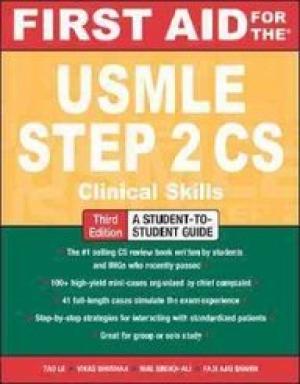 FIRST AID FOR THE®
USMLE
STEP 2 CS
Clinical Skills
Third Edition
A STUDENT-TO-STUDENT GUIDE
• The #1 selling CS review book written by students and IMGs who recently passed
• 100+ high-yield mini-cases organized by chief complaint
• 41 full-length cases simulate the exam experience
• Step-by-step strategies for interacting with standardized patients
• Great for group or solo study
TAO LE • VIKAS BHUSHAN •